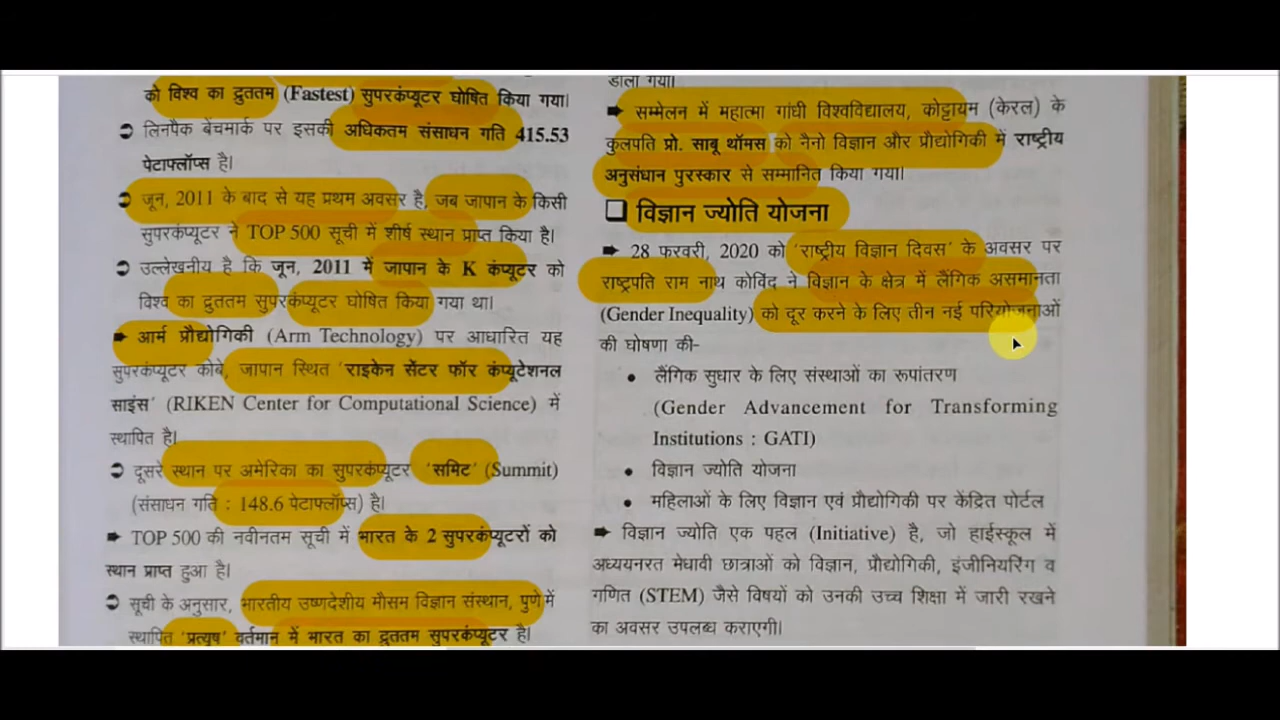 को विश्व का द्रुततम (Fastest) सुपरकंप्यूटर घोषित किया गया।
➲ लिनपैक बेंचमार्क पर इसकी अधिकतम संसाधन गति 415.53
पेटाफ्लॉप्स है।
➲ जून, 2011 के बाद से यह प्रथम अवसर है, जब जापान के किसी
सुपरकंप्यूटर ने TOP 500 सूची में शीर्ष स्थान प्राप्त किया है।
➲ उल्लेखनीय है कि जून, 2011 में जापान के K कंप्यूटर को
विश्व का द्रुततम सुपरकंप्यूटर घोषित किया गया था।
➨ आर्म प्रौद्योगिकी (Arm Technology) पर आधारित यह
सुपरकंप्यूटर कोबे, जापान स्थित 'राइकेन सेंटर फॉर कंप्यूटेशनल
साइंस' (RIKEN Center for Computational Science) में
स्थापित है।
➲ दूसरे स्थान पर अमेरिका का सुपरकंप्यूटर 'समिट' (Summit)
(संसाधन गति : 148.6 पेटाफ्लॉप्स) है।
➨ TOP 500 की नवीनतम सूची में भारत के 2 सुपरकंप्यूटरों को
स्थान प्राप्त हुआ है।
➲ सूची के अनुसार, भारतीय उष्णदेशीय मौसम विज्ञान संस्थान, पुणे में
स्थापित 'प्रत्यूष' वर्तमान में भारत का द्रुततम सुपरकंप्यूटर है।
डाला गया।
➨ सम्मेलन में महात्मा गांधी विश्वविद्यालय, कोट्टायम (केरल) के
कुलपति प्रो. साबू थॉमस को नैनो विज्ञान और प्रौद्योगिकी में राष्ट्रीय
अनुसंधान पुरस्कार से सम्मानित किया गया।
❑ विज्ञान ज्योति योजना
➨ 28 फरवरी, 2020 को 'राष्ट्रीय विज्ञान दिवस' के अवसर पर
राष्ट्रपति राम नाथ कोविंद ने विज्ञान के क्षेत्र में लैंगिक असमानता
(Gender Inequality) को दूर करने के लिए तीन नई परियोजनाओं
की घोषणा की-
• लैंगिक सुधार के लिए संस्थाओं का रूपांतरण
(Gender Advancement for Transforming
Institutions : GATI)
• विज्ञान ज्योति योजना
• महिलाओं के लिए विज्ञान एवं प्रौद्योगिकी पर केंद्रित पोर्टल
➨ विज्ञान ज्योति एक पहल (Initiative) है, जो हाईस्कूल में
अध्ययनरत मेधावी छात्राओं को विज्ञान, प्रौद्योगिकी, इंजीनियरिंग व
गणित (STEM) जैसे विषयों को उनकी उच्च शिक्षा में जारी रखने
का अवसर उपलब्ध कराएगी।